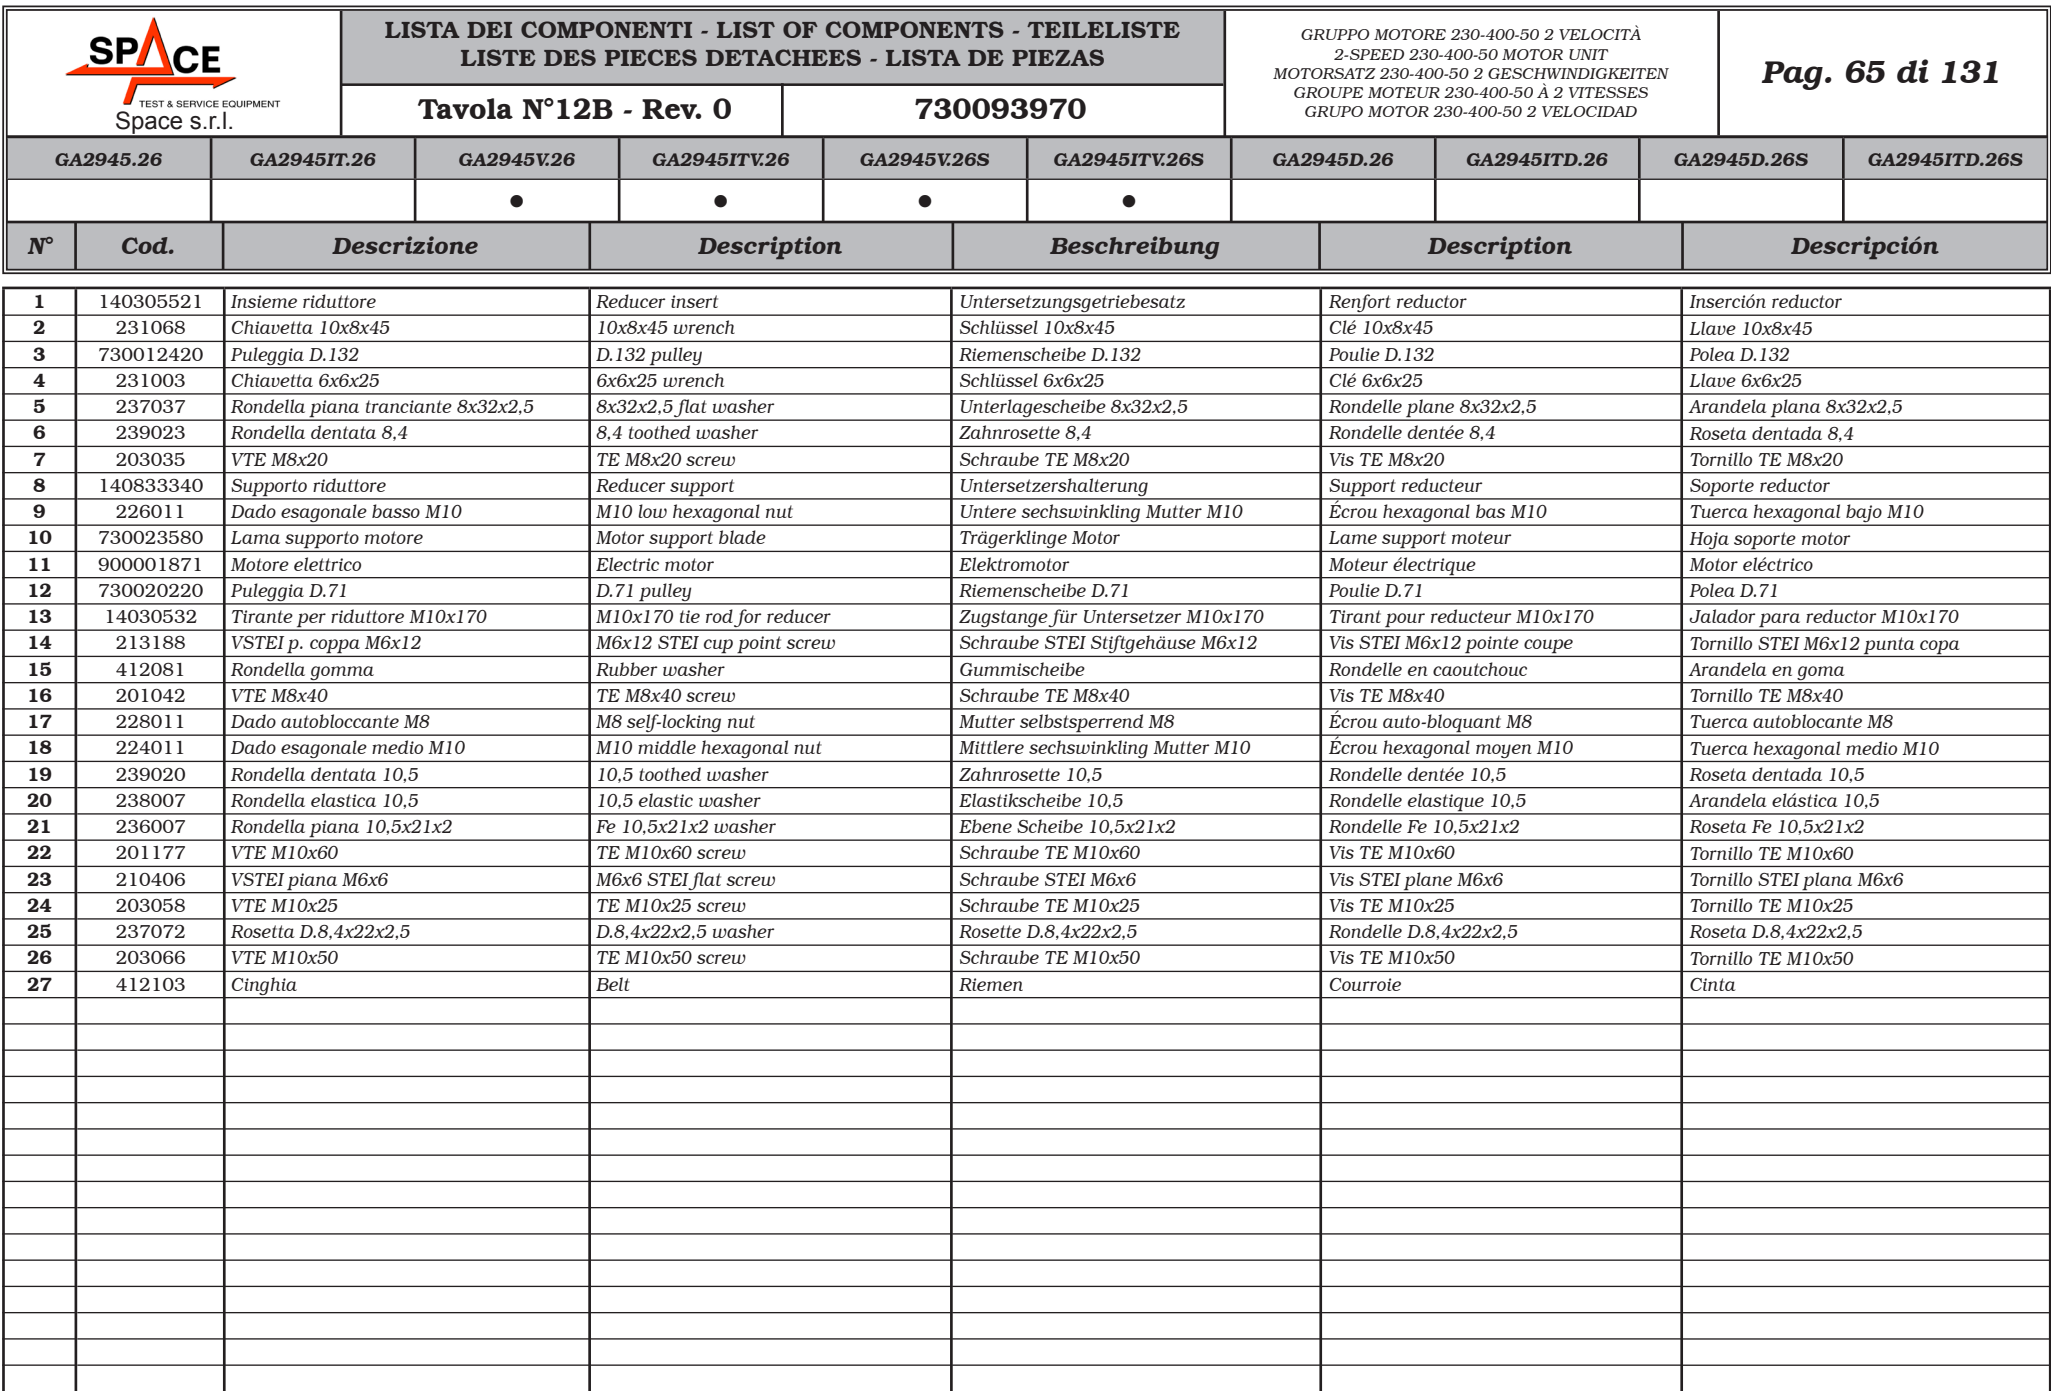 SPACE
TEST & SERVICE EQUIPMENT
Space s.r.l.
LISTA DEI COMPONENTI - LIST OF COMPONENTS - TEILELISTE
LISTE DES PIECES DETACHEES - LISTA DE PIEZAS
Tavola N°12B - Rev. 0 730093970
GRUPPO MOTORE 230-400-50 2 VELOCITÀ
2-SPEED 230-400-50 MOTOR UNIT
MOTORSATZ 230-400-50 2 GESCHWINDIGKEITEN
GROUPE MOTEUR 230-400-50 À 2 VITESSES
GRUPO MOTOR 230-400-50 2 VELOCIDAD
Pag. 65 di 131
GA2945.26 GA2945IT.26 GA2945V.26 GA2945ITV.26 GA2945V.26S GA2945ITV.26S GA2945D.26 GA2945ITD.26 GA2945D.26S GA2945ITD.26S
● ● ● ●
N° Cod. Descrizione Description Beschreibung Description Descripción
1 140305521 Insieme riduttore Reducer insert Untersetzungsgetriebesatz Renfort reductor Inserción reductor
2 231068 Chiavetta 10x8x45 10x8x45 wrench Schlüssel 10x8x45 Clé 10x8x45 Llave 10x8x45
3 730012420 Puleggia D.132 D.132 pulley Riemenscheibe D.132 Poulie D.132 Polea D.132
4 231003 Chiavetta 6x6x25 6x6x25 wrench Schlüssel 6x6x25 Clé 6x6x25 Llave 6x6x25
5 237037 Rondella piana tranciante 8x32x2,5 8x32x2,5 flat washer Unterlagescheibe 8x32x2,5 Rondelle plane 8x32x2,5 Arandela plana 8x32x2,5
6 239023 Rondella dentata 8,4 8,4 toothed washer Zahnrosette 8,4 Rondelle dentée 8,4 Roseta dentada 8,4
7 203035 VTE M8x20 TE M8x20 screw Schraube TE M8x20 Vis TE M8x20 Tornillo TE M8x20
8 140833340 Supporto riduttore Reducer support Untersetzershalterung Support reducteur Soporte reductor
9 226011 Dado esagonale basso M10 M10 low hexagonal nut Untere sechswinkling Mutter M10 Écrou hexagonal bas M10 Tuerca hexagonal bajo M10
10 730023580 Lama supporto motore Motor support blade Trägerklinge Motor Lame support moteur Hoja soporte motor
11 900001871 Motore elettrico Electric motor Elektromotor Moteur électrique Motor eléctrico
12 730020220 Puleggia D.71 D.71 pulley Riemenscheibe D.71 Poulie D.71 Polea D.71
13 14030532 Tirante per riduttore M10x170 M10x170 tie rod for reducer Zugstange für Untersetzer M10x170 Tirant pour reducteur M10x170 Jalador para reductor M10x170
14 213188 VSTEI p. coppa M6x12 M6x12 STEI cup point screw Schraube STEI Stiftgehäuse M6x12 Vis STEI M6x12 pointe coupe Tornillo STEI M6x12 punta copa
15 412081 Rondella gomma Rubber washer Gummischeibe Rondelle en caoutchouc Arandela en goma
16 201042 VTE M8x40 TE M8x40 screw Schraube TE M8x40 Vis TE M8x40 Tornillo TE M8x40
17 228011 Dado autobloccante M8 M8 self-locking nut Mutter selbstsperrend M8 Écrou auto-bloquant M8 Tuerca autoblocante M8
18 224011 Dado esagonale medio M10 M10 middle hexagonal nut Mittlere sechswinkling Mutter M10 Écrou hexagonal moyen M10 Tuerca hexagonal medio M10
19 239020 Rondella dentata 10,5 10,5 toothed washer Zahnrosette 10,5 Rondelle dentée 10,5 Roseta dentada 10,5
20 238007 Rondella elastica 10,5 10,5 elastic washer Elastikscheibe 10,5 Rondelle elastique 10,5 Arandela elástica 10,5
21 236007 Rondella piana 10,5x21x2 Fe 10,5x21x2 washer Ebene Scheibe 10,5x21x2 Rondelle Fe 10,5x21x2 Roseta Fe 10,5x21x2
22 201177 VTE M10x60 TE M10x60 screw Schraube TE M10x60 Vis TE M10x60 Tornillo TE M10x60
23 210406 VSTEI piana M6x6 M6x6 STEI flat screw Schraube STEI M6x6 Vis STEI plane M6x6 Tornillo STEI plana M6x6
24 203058 VTE M10x25 TE M10x25 screw Schraube TE M10x25 Vis TE M10x25 Tornillo TE M10x25
25 237072 Rosetta D.8,4x22x2,5 D.8,4x22x2,5 washer Rosette D.8,4x22x2,5 Rondelle D.8,4x22x2,5 Roseta D.8,4x22x2,5
26 203066 VTE M10x50 TE M10x50 screw Schraube TE M10x50 Vis TE M10x50 Tornillo TE M10x50
27 412103 Cinghia Belt Riemen Courroie Cinta